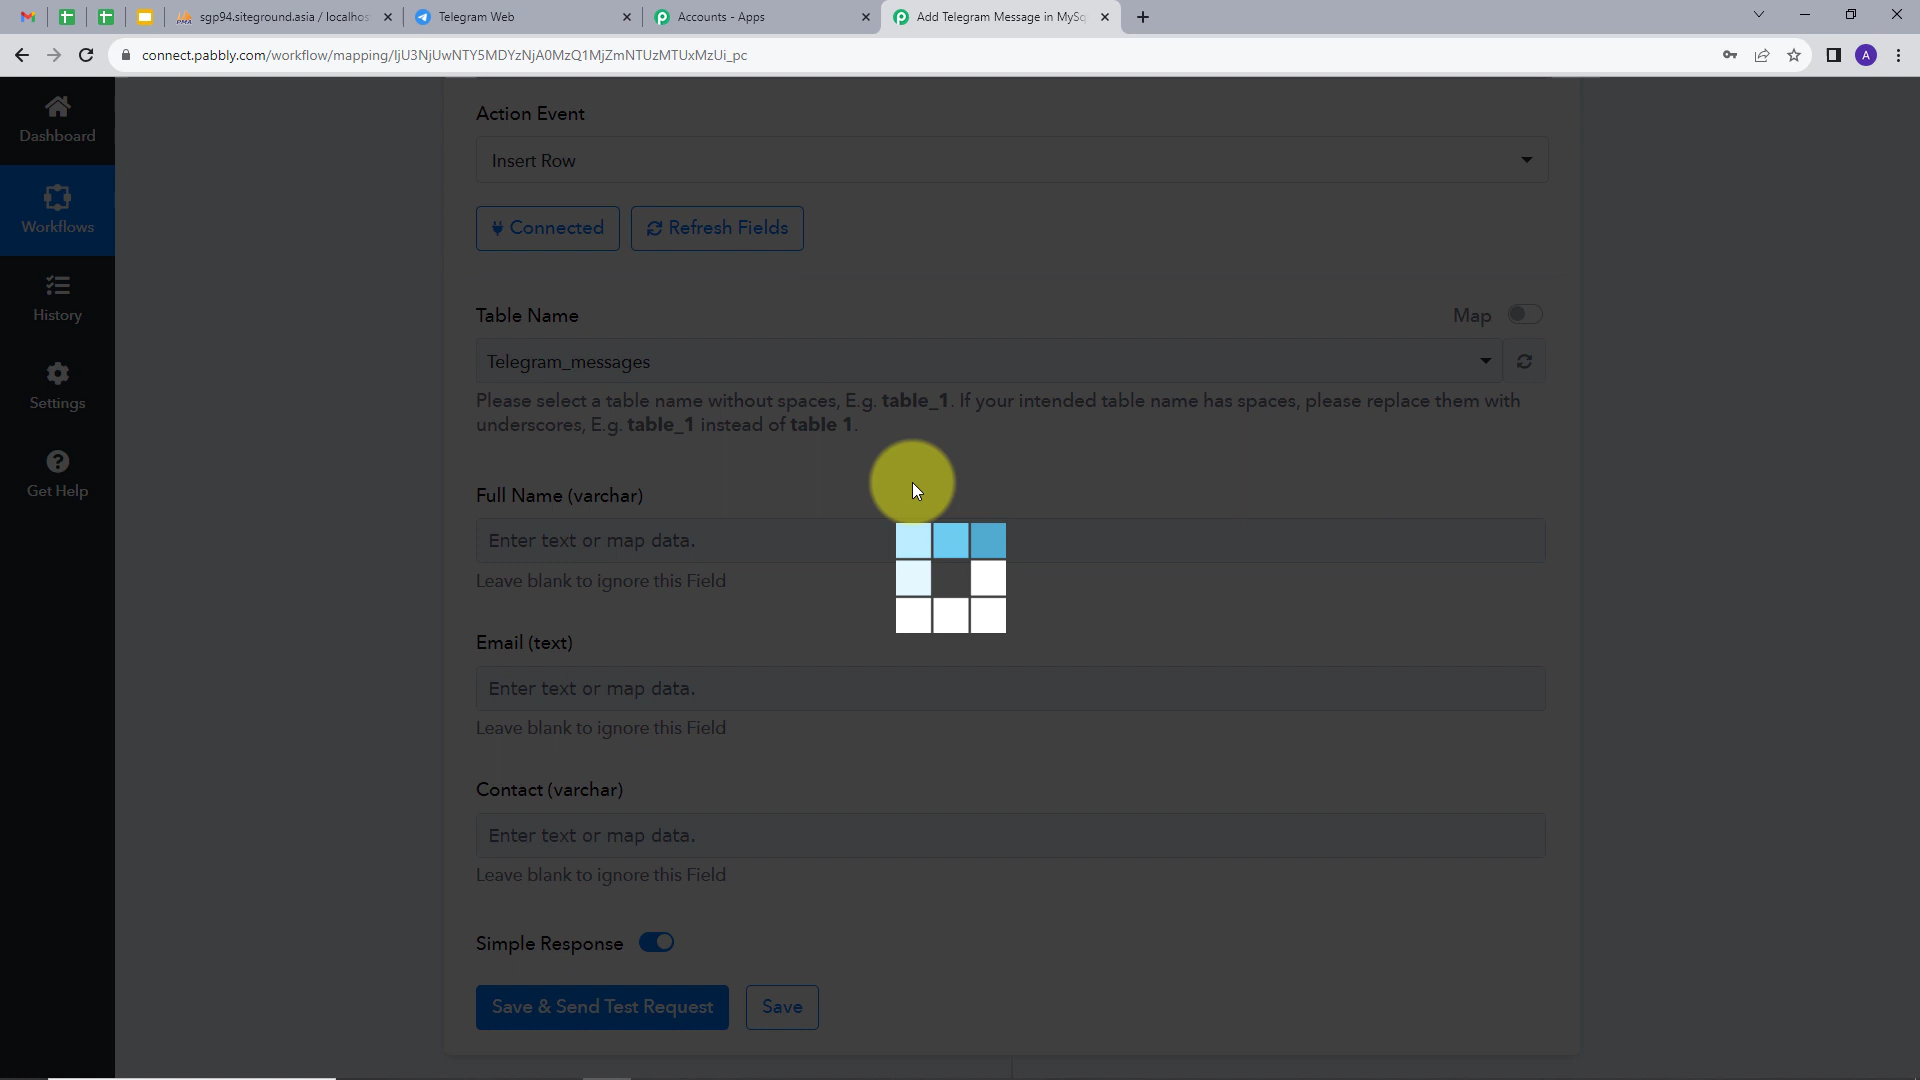 sgp94.siteground.asia / localhos
Telegram Web
Accounts - Apps
Add Telegram Message in MySq
connect.pabbly.com/workflow/mapping/IjU3NjUwNTY5MDYzNjA0MzQ1MjZmNTUzMTUxMzUi_pc
A
Dashboard
Workflows
History
Settings
Get Help
Action Event
Insert Row
Connected
Refresh Fields
Table Name
Map
Telegram_messages
Please select a table name without spaces, E.g. table_1. If your intended table name has spaces, please replace them with
underscores, E.g. table_1 instead of table 1.
Full Name (varchar)
Enter text or map data.
Leave blank to ignore this Field
Email (text)
Enter text or map data.
Leave blank to ignore this Field
Contact (varchar)
Enter text or map data.
Leave blank to ignore this Field
Simple Response
Save & Send Test Request
Save